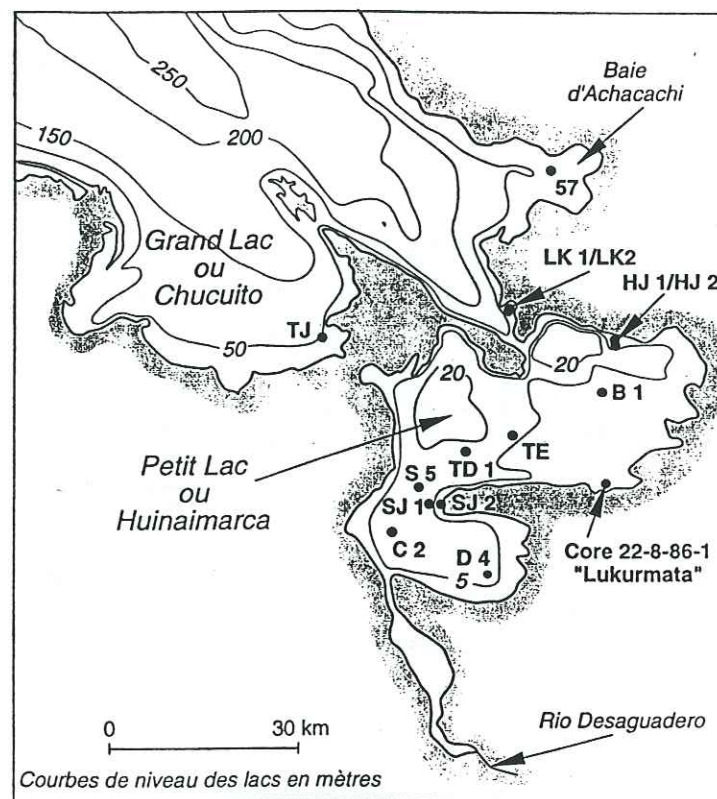 250
Baie
d'Achacachi
150
200
57
Grand Lac
ou
Chucuito
LK 1/LK2
HJ 1/HJ 2
TJ
50
20
20
B 1
Petit Lac
ou
Huinaimarca
TE
TD 1
S 5
SJ 1
SJ 2
C 2
D 4
5
Core 22-8-86-1
"Lukurmata"
0 30 km
Rio Desaguadero
Courbes de niveau des lacs en mètres